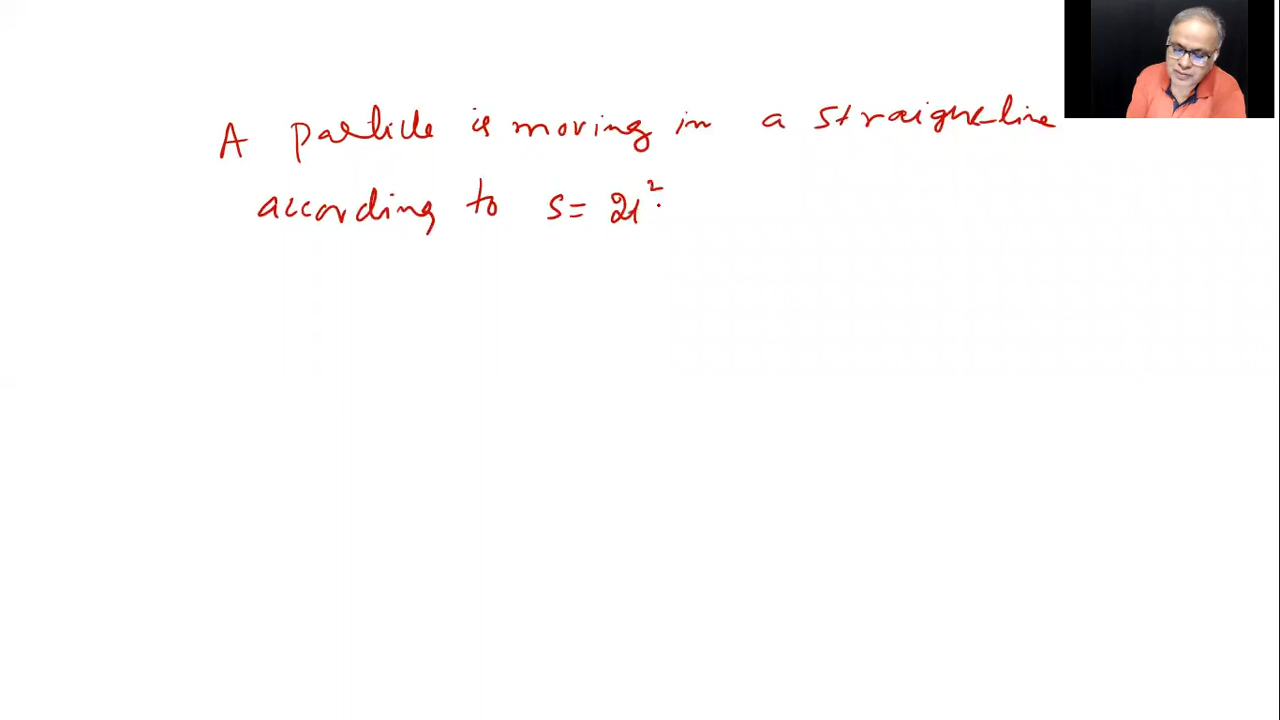 A particle is moving in a straight line
according to s = 2t²